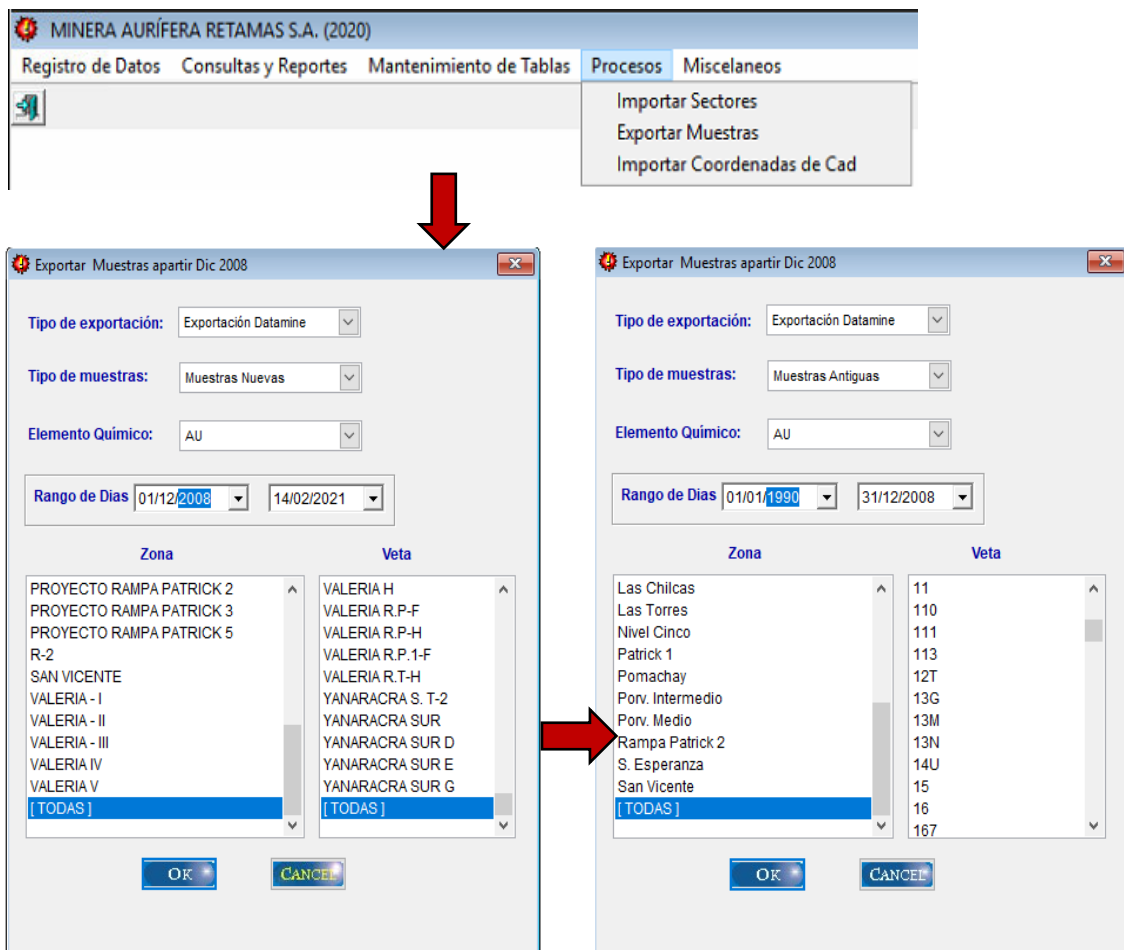 MINERA AURÍFERA RETAMAS S.A. (2020)
Registro de Datos Consultas y Reportes Mantenimiento de Tablas Procesos Miscelaneos
Importar Sectores
Exportar Muestras
Importar Coordenadas de Cad
Exportar Muestras apartir Dic 2008
Tipo de exportación: Exportación Datamine
Tipo de muestras: Muestras Nuevas
Elemento Químico: AU
Rango de Dias 01/12/2008 14/02/2021
Zona
PROYECTO RAMPA PATRICK 2
PROYECTO RAMPA PATRICK 3
PROYECTO RAMPA PATRICK 5
R-2
SAN VICENTE
VALERIA - I
VALERIA - II
VALERIA - III
VALERIA IV
VALERIA V
[ TODAS ]
Veta
VALERIA H
VALERIA R.P-F
VALERIA R.P-H
VALERIA R.P.1-F
VALERIA R.T-H
YANARACRA S. T-2
YANARACRA SUR
YANARACRA SUR D
YANARACRA SUR E
YANARACRA SUR G
[ TODAS ]
OK CANCEL
Exportar Muestras apartir Dic 2008
Tipo de exportación: Exportación Datamine
Tipo de muestras: Muestras Antiguas
Elemento Químico: AU
Rango de Dias 01/01/1990 31/12/2008
Zona
Las Chilcas
Las Torres
Nivel Cinco
Patrick 1
Pomachay
Porv. Intermedio
Porv. Medio
Rampa Patrick 2
S. Esperanza
San Vicente
[ TODAS ]
Veta
11
110
111
113
12T
13G
13M
13N
14U
15
16
167
OK CANCEL